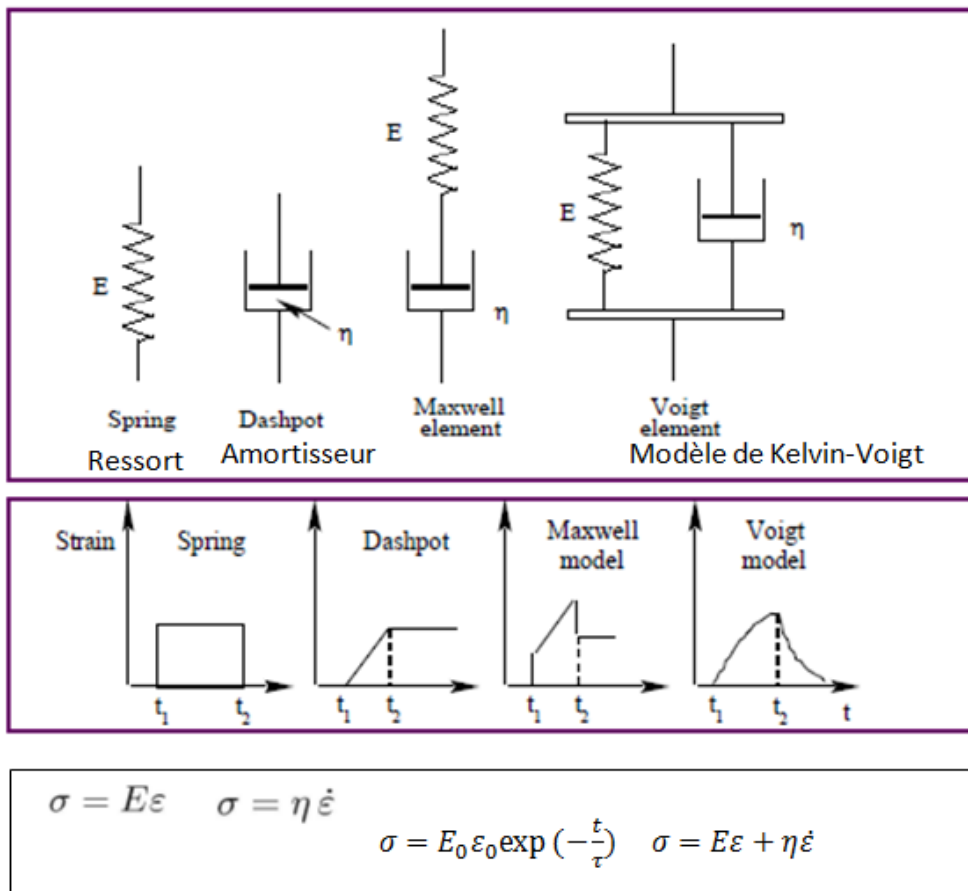 E
η
E
η
E
η
Spring
Dashpot
Maxwell
element
Voigt
element
Ressort
Amortisseur
Modèle de Kelvin-Voigt
Strain
Spring
t₁
t₂
Dashpot
t₁
t₂
Maxwell
model
t₁
t₂
Voigt
model
t₁
t₂
t
σ = Eε
σ = η ε̇
σ = E₀ε₀exp (−t/τ)
σ = Eε + ηε̇